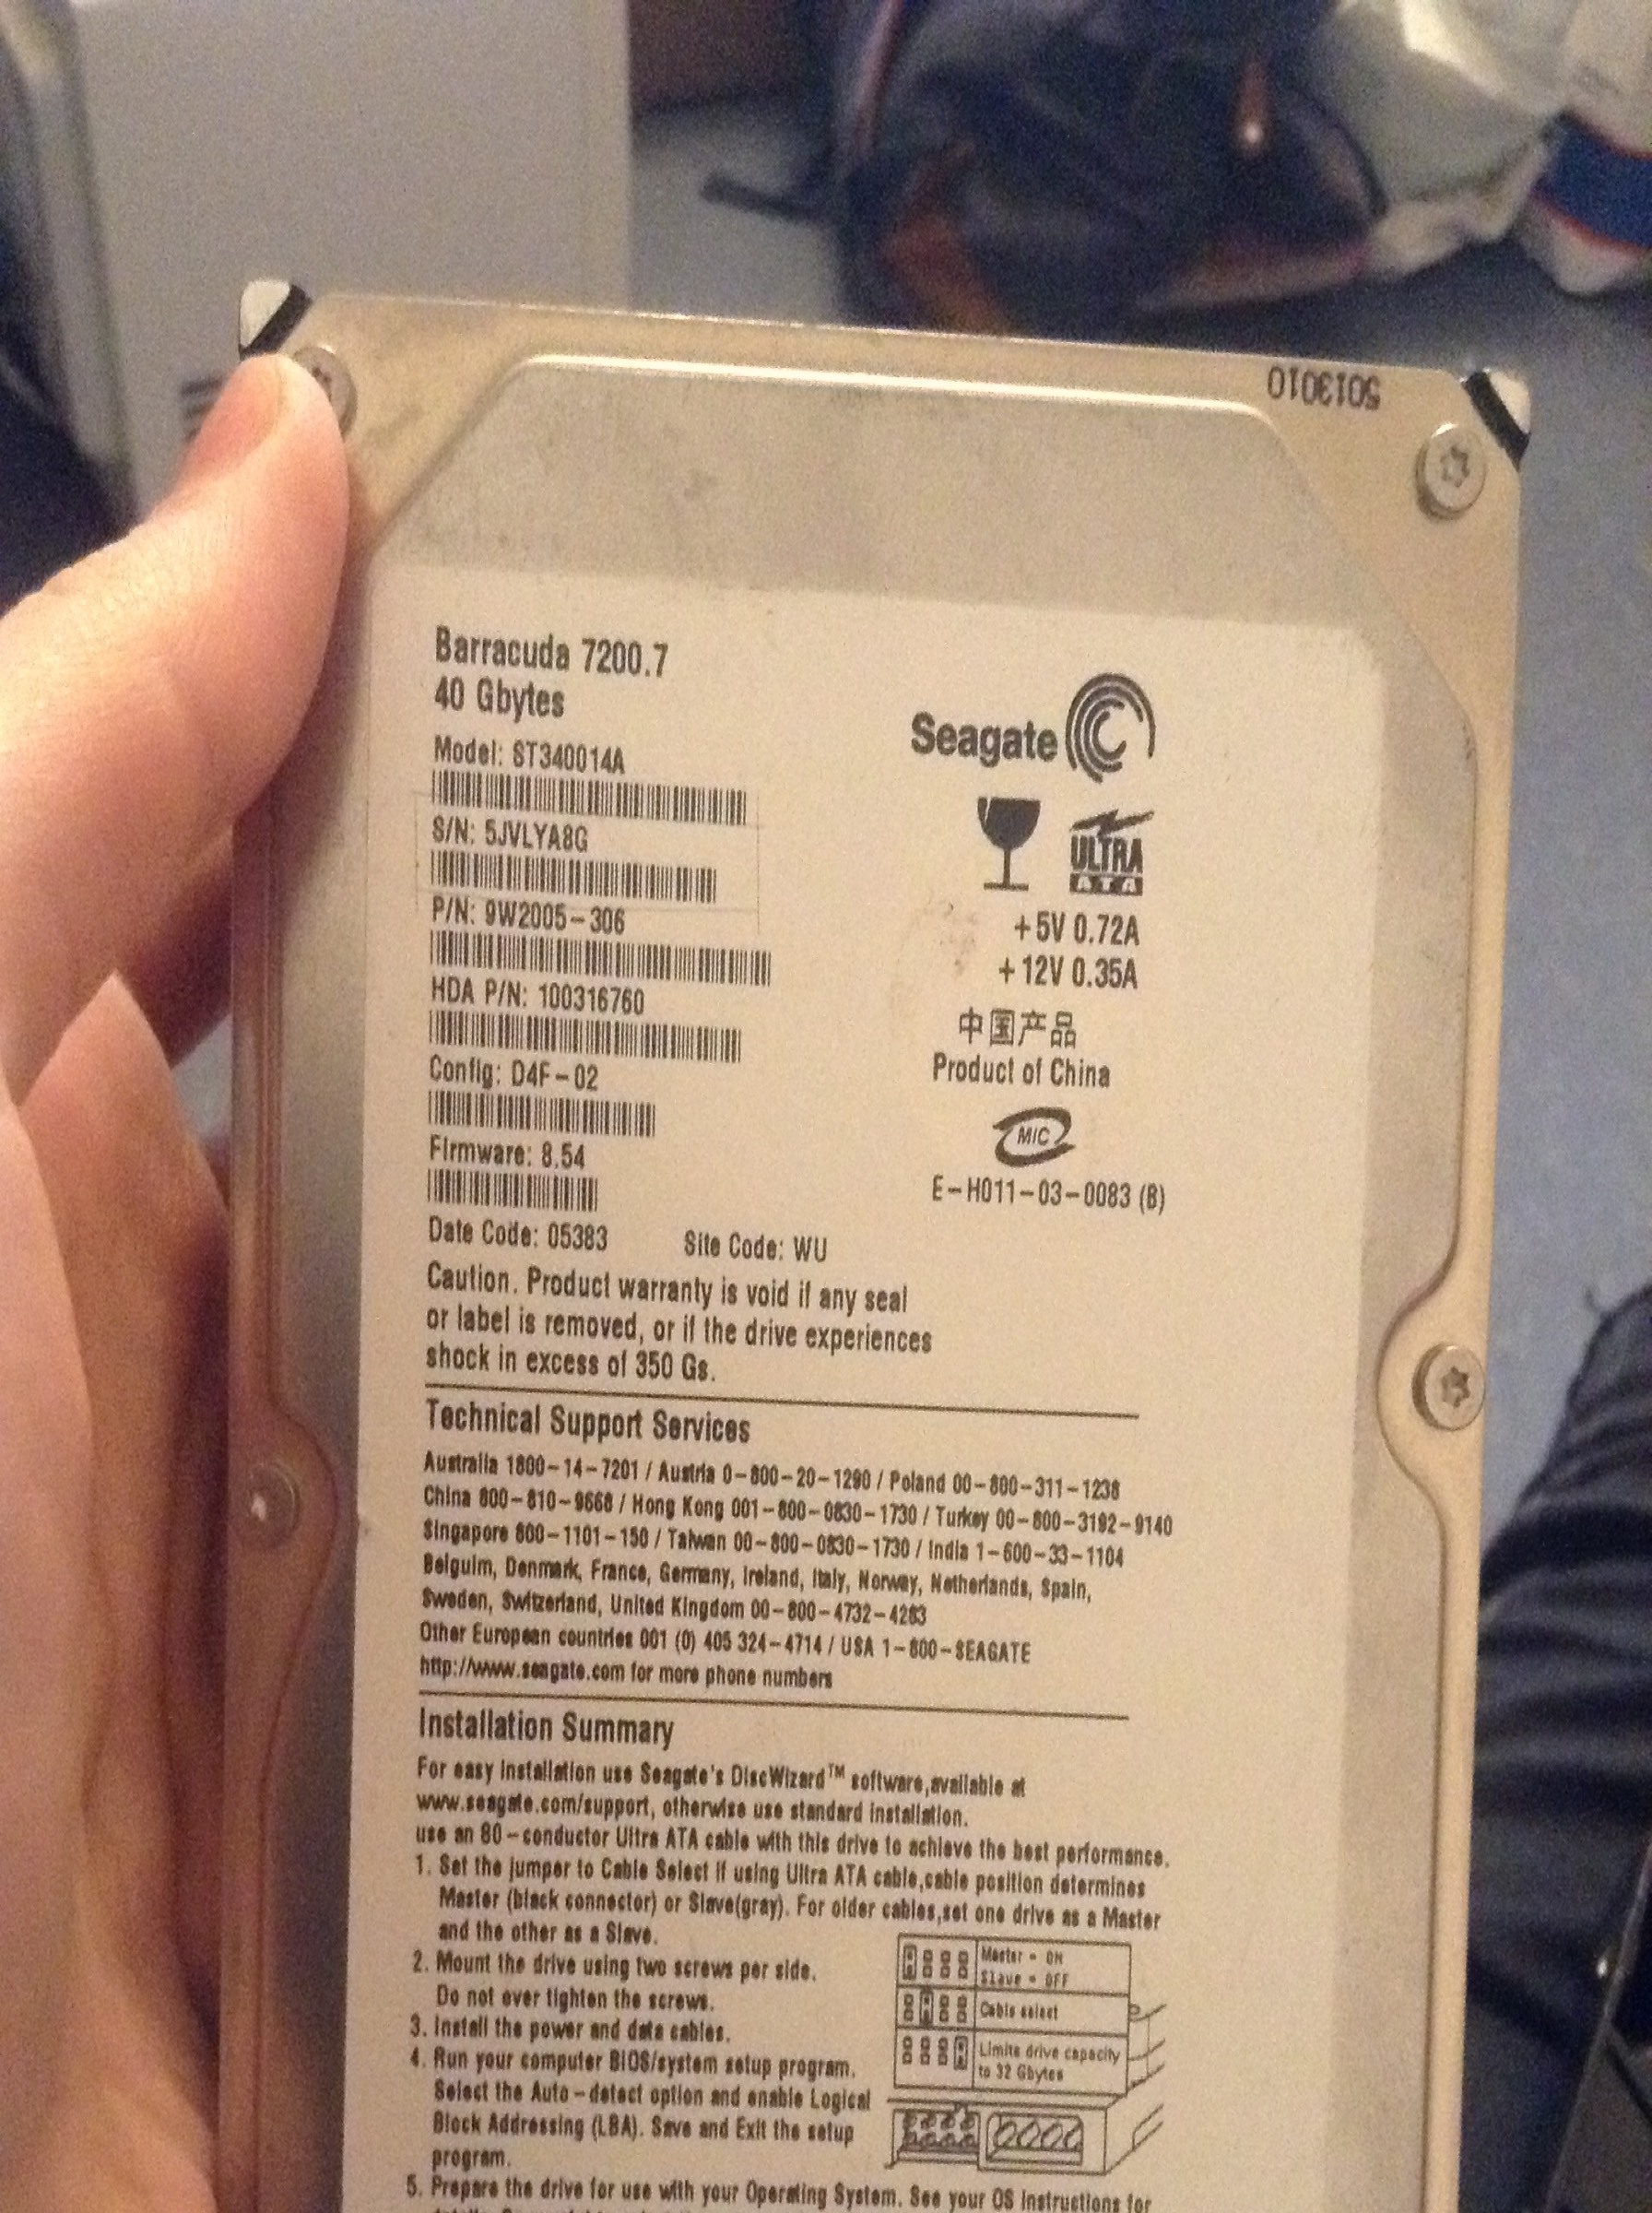 5013010
Barracuda 7200.7
40 Gbytes
Model: ST340014A
S/N: 5JVLYA8G
P/N: 9W2005-306
HDA P/N: 100316760
Config: D4F-02
Firmware: 8.54
Date Code: 05383 Site Code: WU
Seagate
ULTRA
ATA
+5V 0.72A
+12V 0.35A
中国产品
Product of China
MIC
E-H011-03-0083 (B)
Caution. Product warranty is void if any seal
or label is removed, or if the drive experiences
shock in excess of 350 Gs.
Technical Support Services
Australia 1800-14-7201 / Austria 0-800-20-1290 / Poland 00-800-311-1238
China 800-810-9668 / Hong Kong 001-800-0830-1730 / Turkey 00-800-3192-9140
Singapore 800-1101-150 / Taiwan 00-800-0830-1730 / India 1-600-33-1104
Belguim, Denmark, France, Germany, Ireland, Italy, Norway, Netherlands, Spain,
Sweden, Switzerland, United Kingdom 00-800-4732-4283
Other European countries 001 (0) 405 324-4714 / USA 1-800-SEAGATE
http://www.seagate.com for more phone numbers
Installation Summary
For easy installation use Seagate's DiscWizard™ software,available at
www.seagate.com/support, otherwise use standard installation.
use an 80-conductor Ultra ATA cable with this drive to achieve the best performance.
1. Set the jumper to Cable Select if using Ultra ATA cable,cable position determines
Master (black connector) or Slave(gray). For older cables,set one drive as a Master
and the other as a Slave.
2. Mount the drive using two screws per side.
Do not over tighten the screws.
3. Install the power and data cables.
4. Run your computer BIOS/system setup program.
Select the Auto-detect option and enable Logical
Block Addressing (LBA). Save and Exit the setup
program.
5. Prepare the drive for use with your Operating System. See your OS instructions for
Master = ON
Slave = OFF
Cable select
Limits drive capacity
to 32 Gbytes